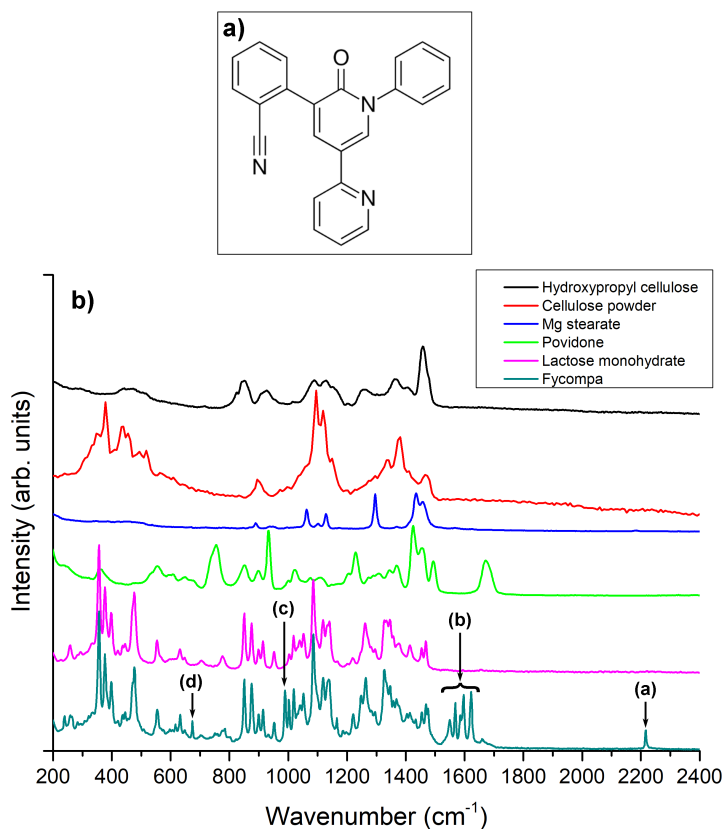 a)
O
N
N
N
b)
Hydroxypropyl cellulose
Cellulose powder
Mg stearate
Povidone
Lactose monohydrate
Fycompa
Intensity (arb. units)
(c)
(b)
(d)
(a)
200 400 600 800 1000 1200 1400 1600 1800 2000 2200 2400
Wavenumber (cm⁻¹)